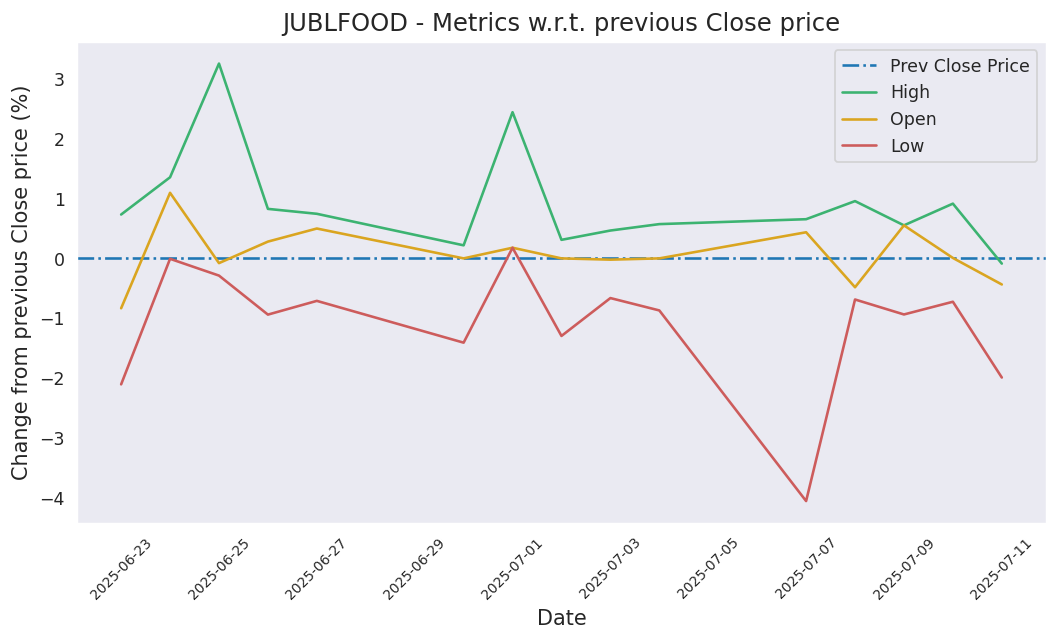 JUBLFOOD - Metrics w.r.t. previous Close price
Change from previous Close price (%)
3
2
1
0
−1
−2
−3
−4
Prev Close Price
High
Open
Low
2025-06-23
2025-06-25
2025-06-27
2025-06-29
2025-07-01
2025-07-03
2025-07-05
2025-07-07
2025-07-09
2025-07-11
Date